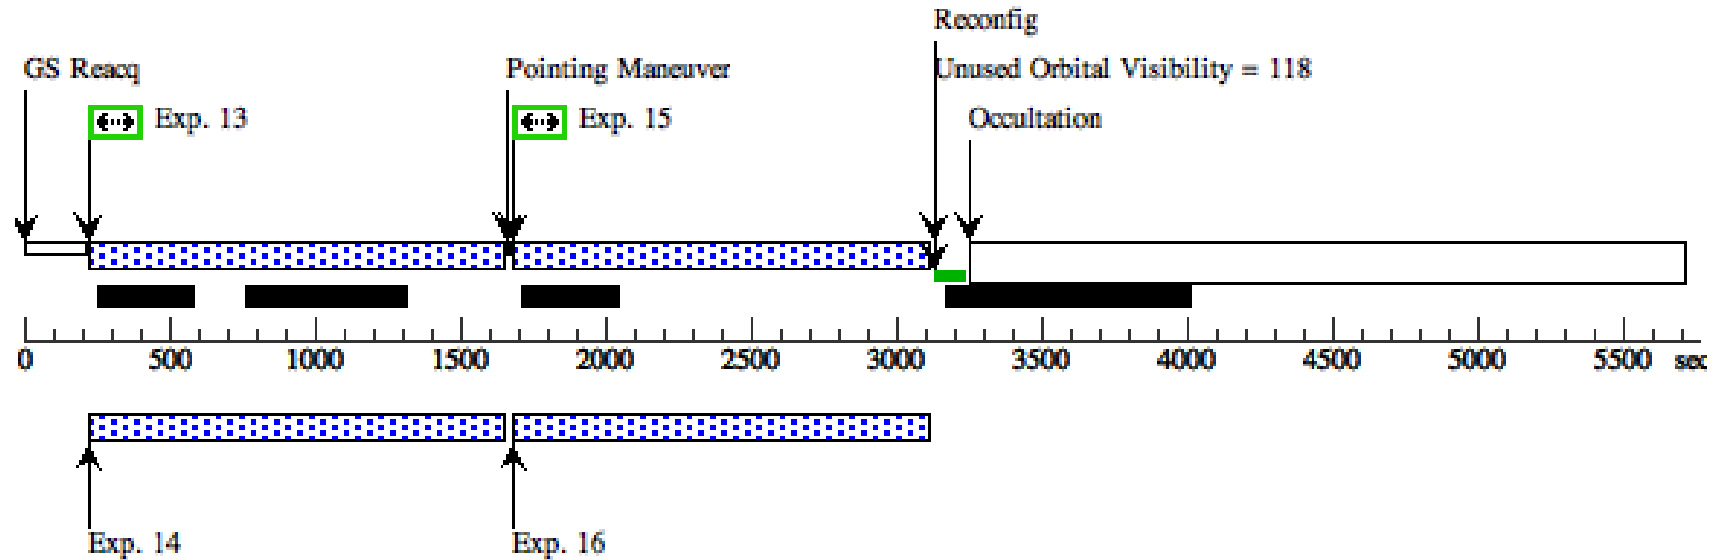 Reconfig
GS Reacq Pointing Maneuver Unused Orbital Visibility = 118
Exp. 13 Exp. 15 Occultation
0 500 1000 1500 2000 2500 3000 3500 4000 4500 5000 5500 sec
Exp. 14 Exp. 16